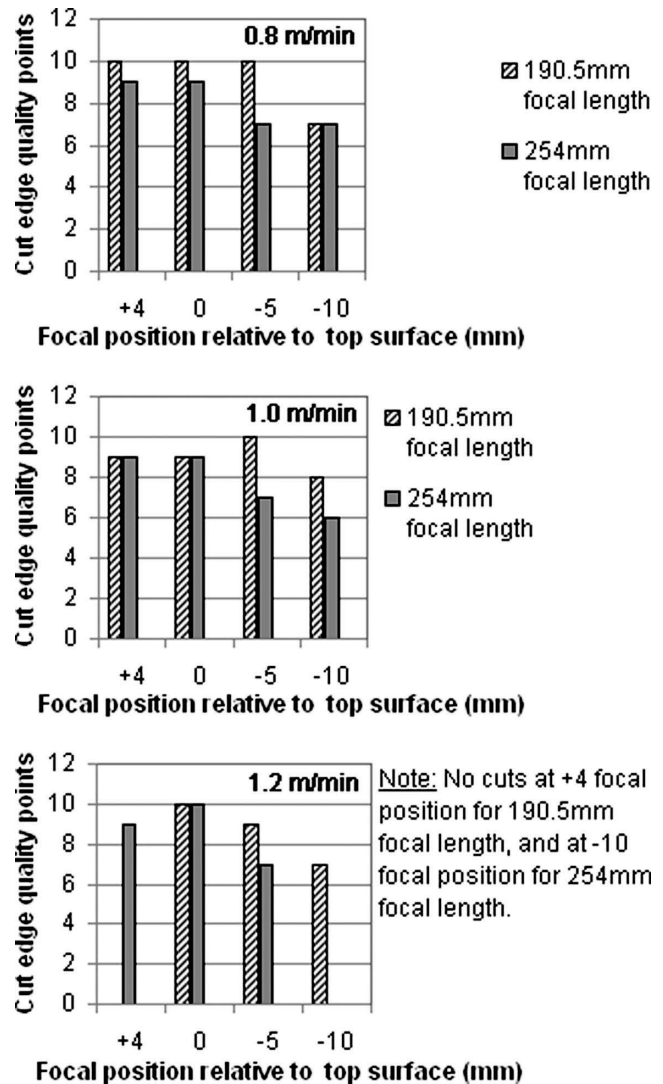 0.8 m/min
Cut edge quality points
12
10
8
6
4
2
0
+4 0 -5 -10
Focal position relative to top surface (mm)
190.5mm
focal length
254mm
focal length
1.0 m/min
Cut edge quality points
12
10
8
6
4
2
0
+4 0 -5 -10
Focal position relative to top surface (mm)
190.5mm
focal length
254mm
focal length
1.2 m/min
Cut edge quality points
12
10
8
6
4
2
0
+4 0 -5 -10
Focal position relative to top surface (mm)
Note: No cuts at +4 focal
position for 190.5mm
focal length, and at -10
focal position for 254mm
focal length.